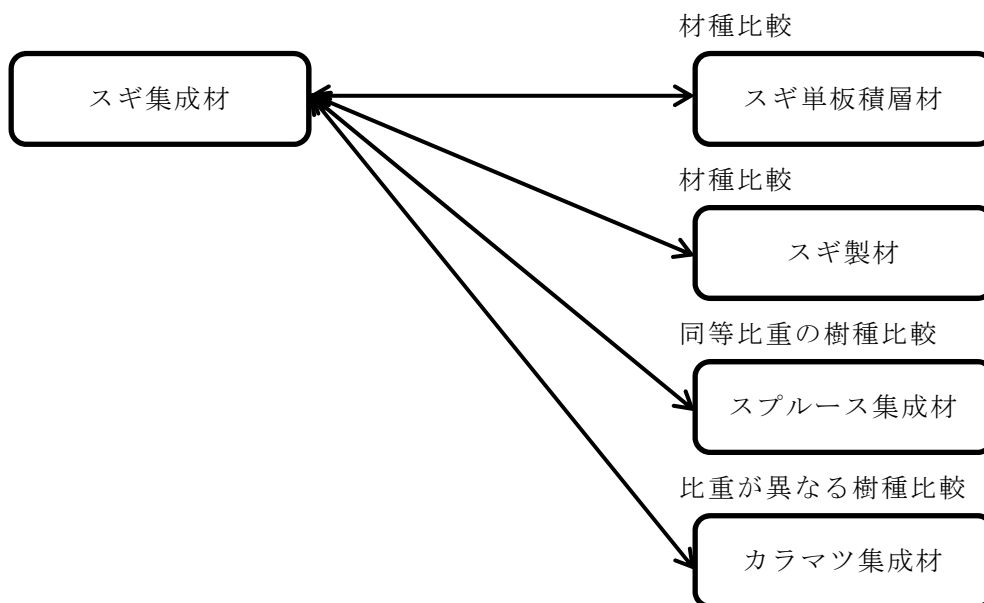 材種比較
スギ集成材
スギ単板積層材
材種比較
スギ製材
同等比重の樹種比較
スプルース集成材
比重が異なる樹種比較
カラマツ集成材